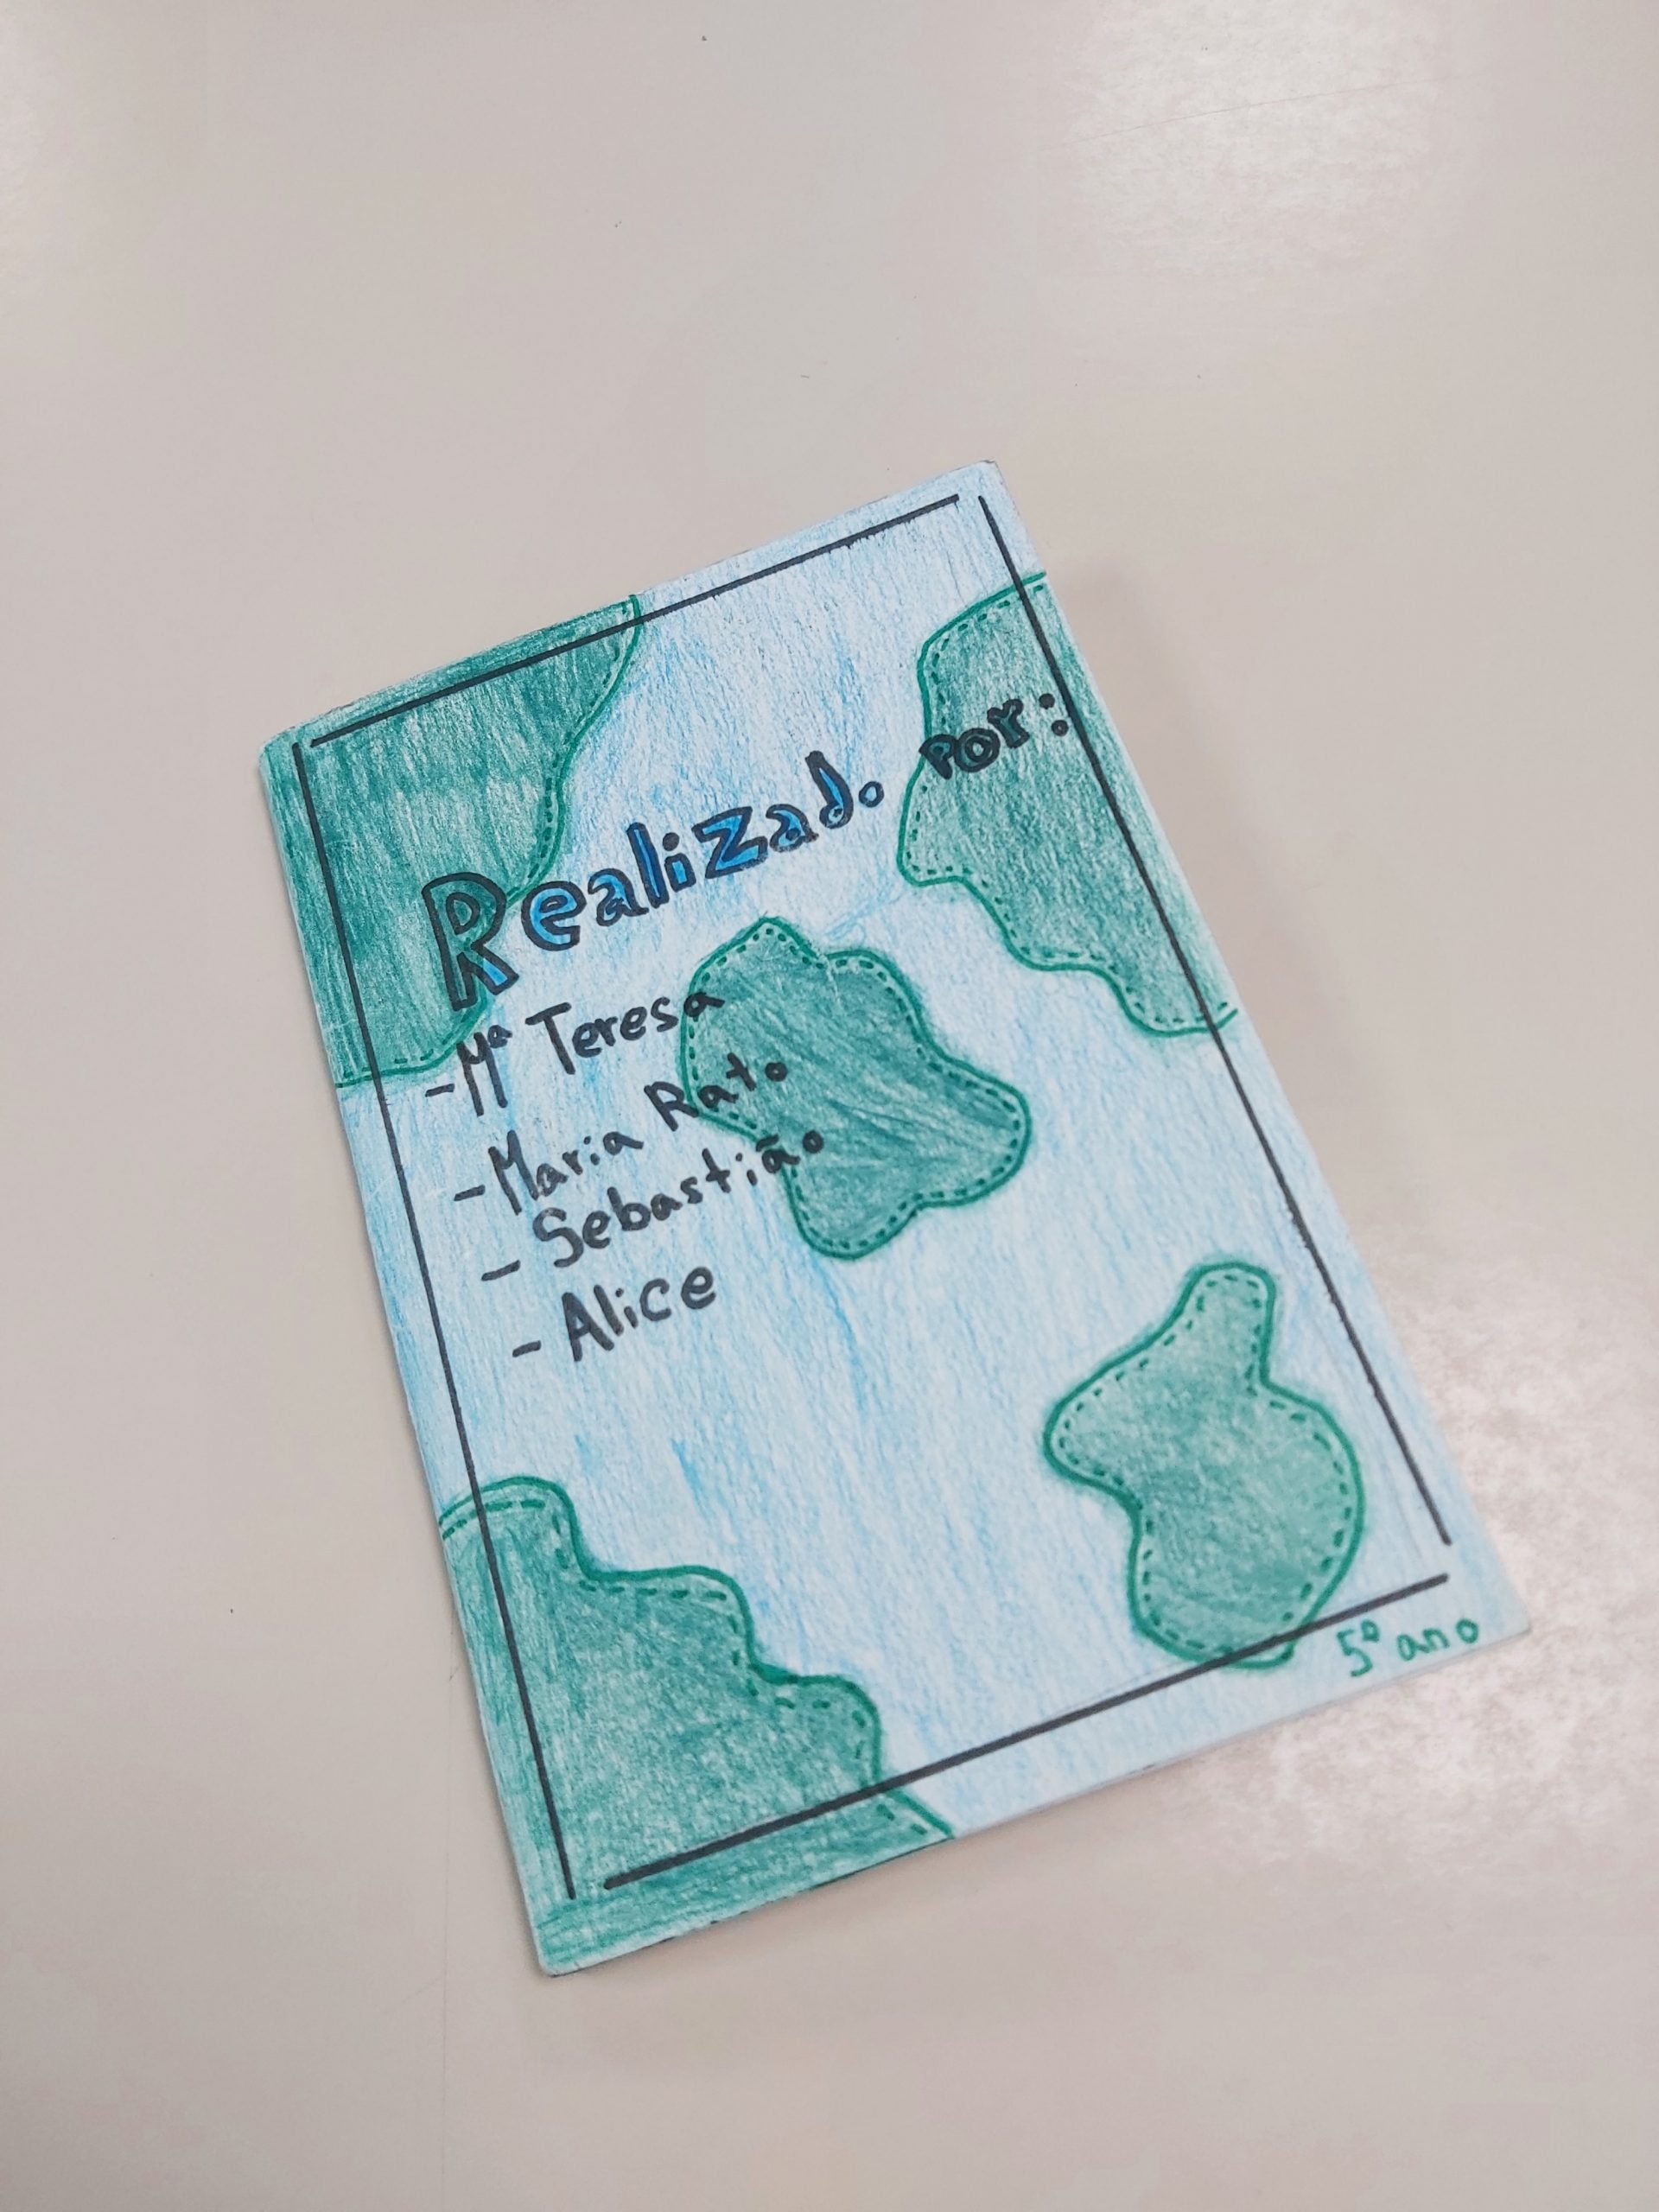 Realizado por:
- Mª Teresa
- Maria Rato
- Sebastião
- Alice
5º ano